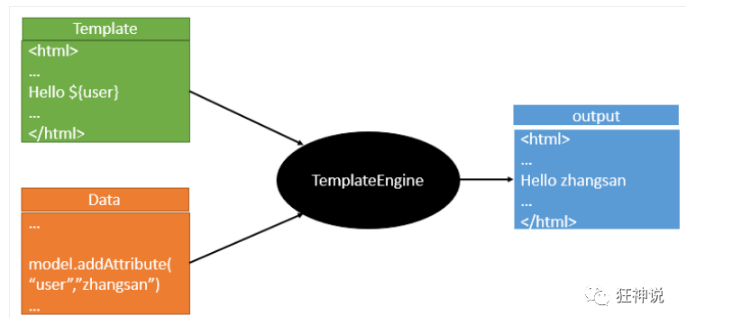 Template
<html>
...
Hello ${user}
...
</html>
Data
...
model.addAttribute(
“user”,”zhangsan”)
...
TemplateEngine
output
<html>
...
Hello zhangsan
...
</html>
狂神说